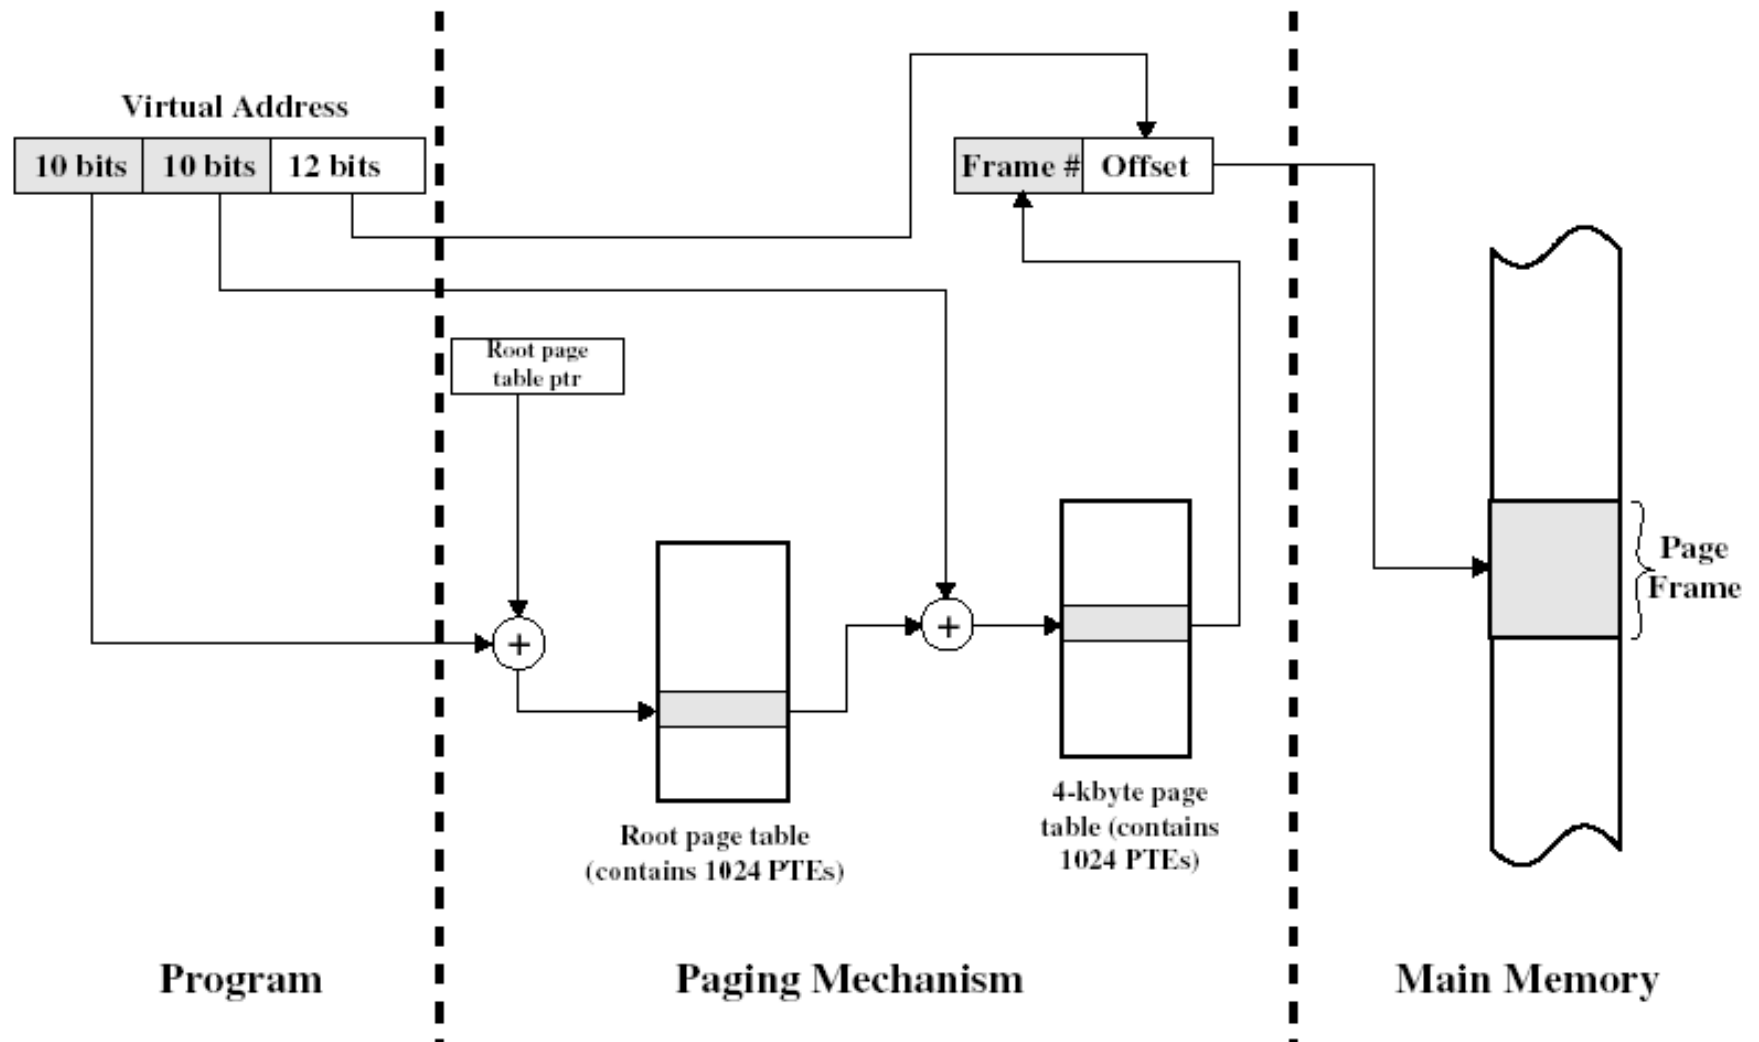 Virtual Address
10 bits 10 bits 12 bits
Frame # Offset
Root page
table ptr
+
+
Page
Frame
4-kbyte page
table (contains
1024 PTEs)
Root page table
(contains 1024 PTEs)
Program
Paging Mechanism
Main Memory